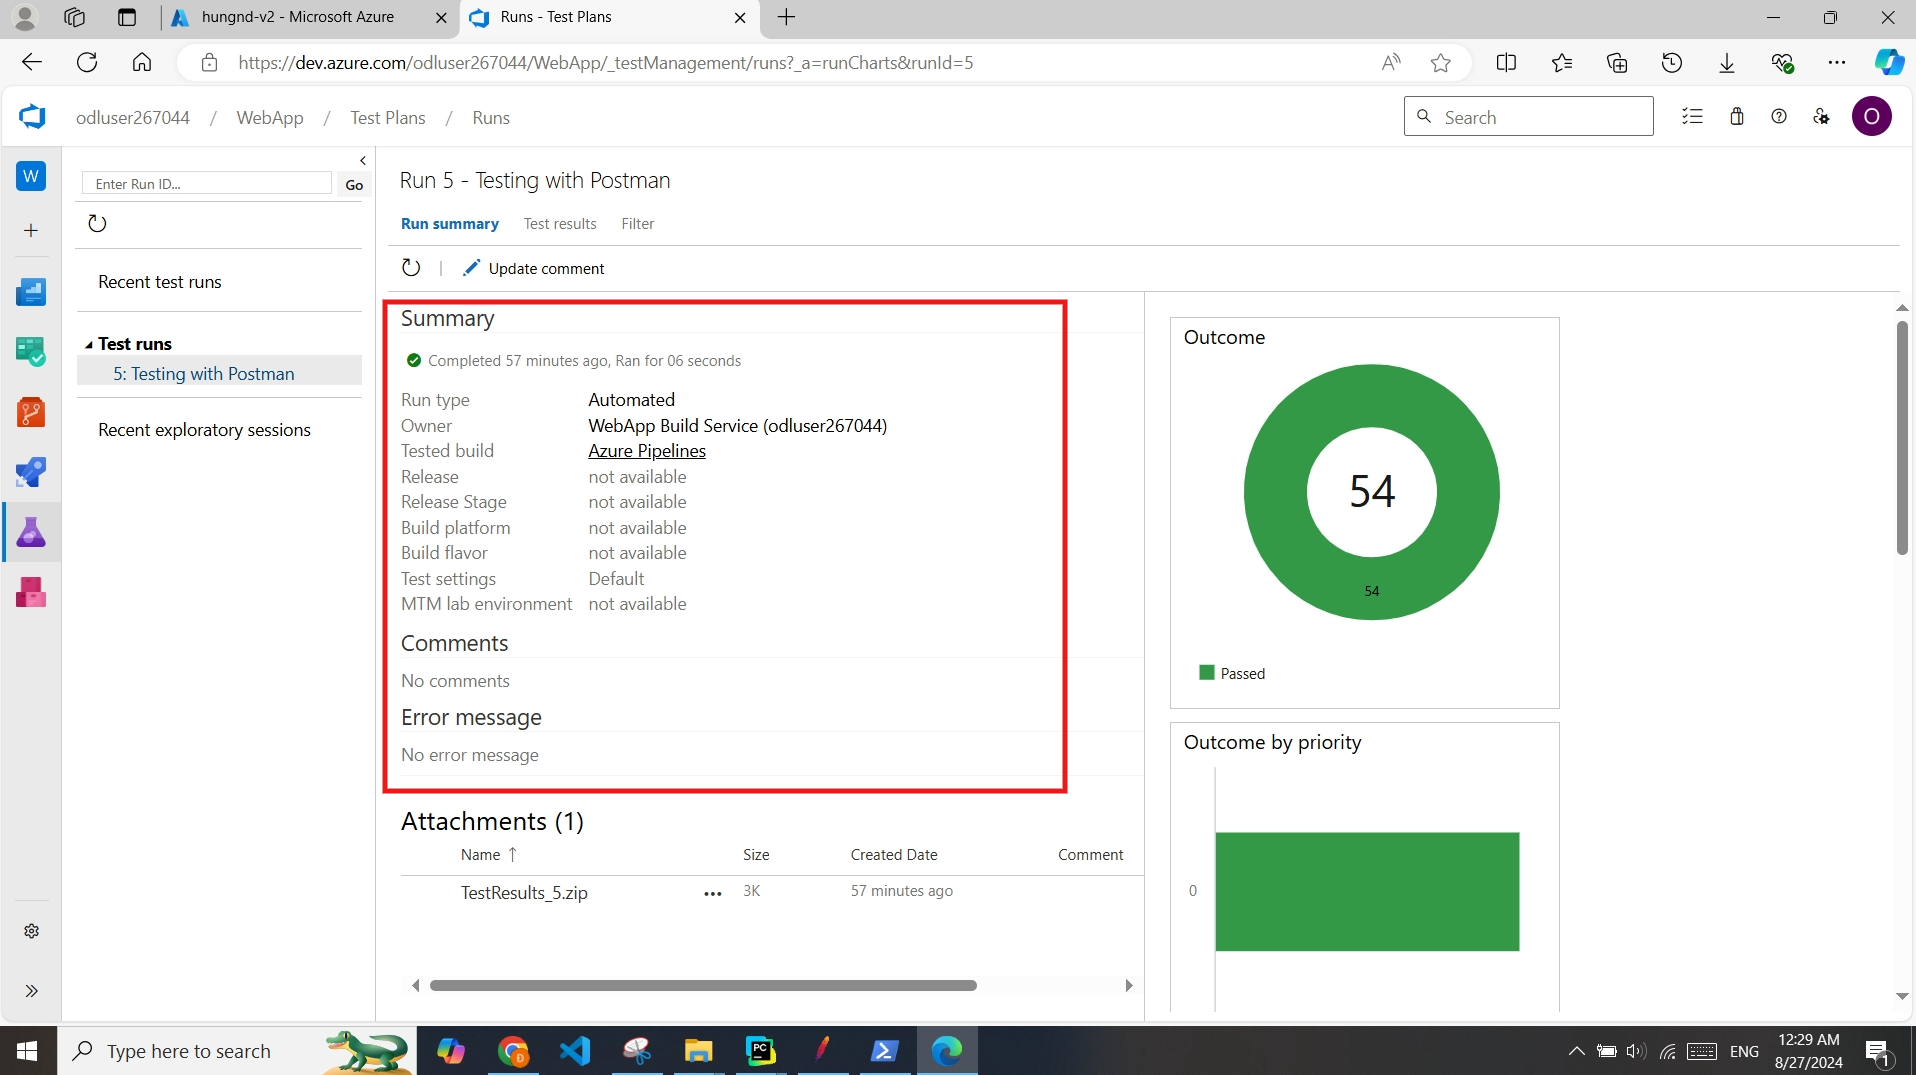 hungnd-v2 - Microsoft Azure
Runs - Test Plans
https://dev.azure.com/odluser267044/WebApp/_testManagement/runs?_a=runCharts&runId=5
odluser267044 / WebApp / Test Plans / Runs
Search
O
W
Enter Run ID...
Go
Recent test runs
Test runs
5: Testing with Postman
Recent exploratory sessions
Run 5 - Testing with Postman
Run summary Test results Filter
Update comment
Summary
Completed 57 minutes ago, Ran for 06 seconds
Run type Automated
Owner WebApp Build Service (odluser267044)
Tested build Azure Pipelines
Release not available
Release Stage not available
Build platform not available
Build flavor not available
Test settings Default
MTM lab environment not available
Comments
No comments
Error message
No error message
Attachments (1)
Name ↑ Size Created Date Comment
TestResults_5.zip ••• 3K 57 minutes ago
Outcome
54
54
Passed
Outcome by priority
0
Type here to search
PC
ENG
12:29 AM
8/27/2024
1